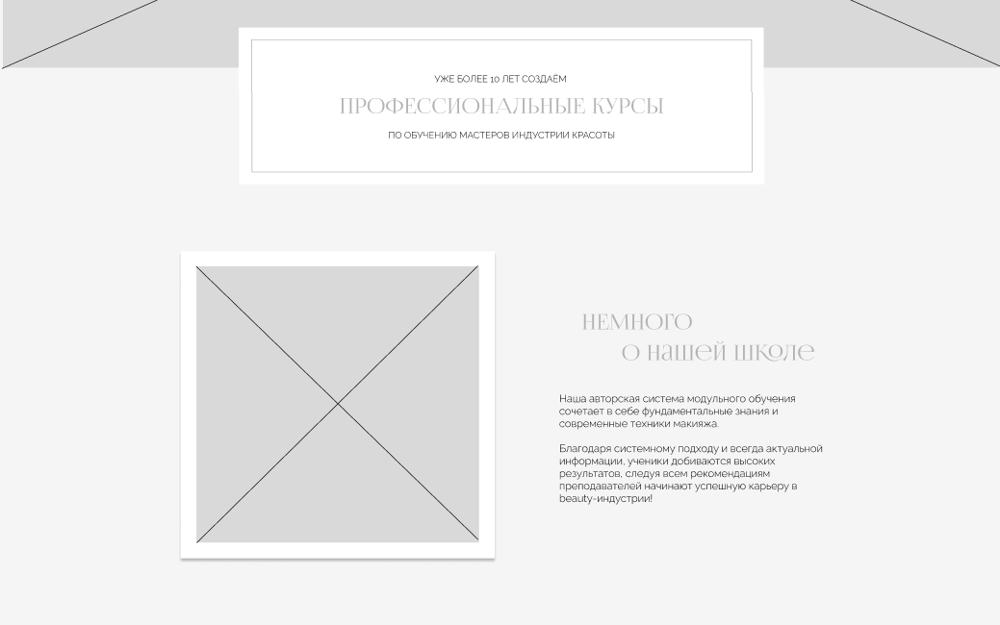 УЖЕ БОЛЕЕ 10 ЛЕТ СОЗДАЁМ
ПРОФЕССИОНАЛЬНЫЕ КУРСЫ
ПО ОБУЧЕНИЮ МАСТЕРОВ ИНДУСТРИИ КРАСОТЫ
НЕМНОГО
о нашей школе
Наша авторская система модульного обучения
сочетает в себе фундаментальные знания и
современные техники макияжа.
Благодаря системному подходу и всегда актуальной
информации, ученики добиваются высоких
результатов, следуя всем рекомендациям
преподавателей начинают успешную карьеру в
beauty-индустрии!